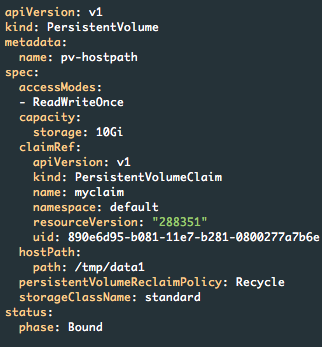 apiVersion: v1
kind: PersistentVolume
metadata:
  name: pv-hostpath
spec:
  accessModes:
  - ReadWriteOnce
  capacity:
    storage: 10Gi
  claimRef:
    apiVersion: v1
    kind: PersistentVolumeClaim
    name: myclaim
    namespace: default
    resourceVersion: "288351"
    uid: 890e6d95-b081-11e7-b281-0800277a7b6e
  hostPath:
    path: /tmp/data1
  persistentVolumeReclaimPolicy: Recycle
  storageClassName: standard
status:
  phase: Bound